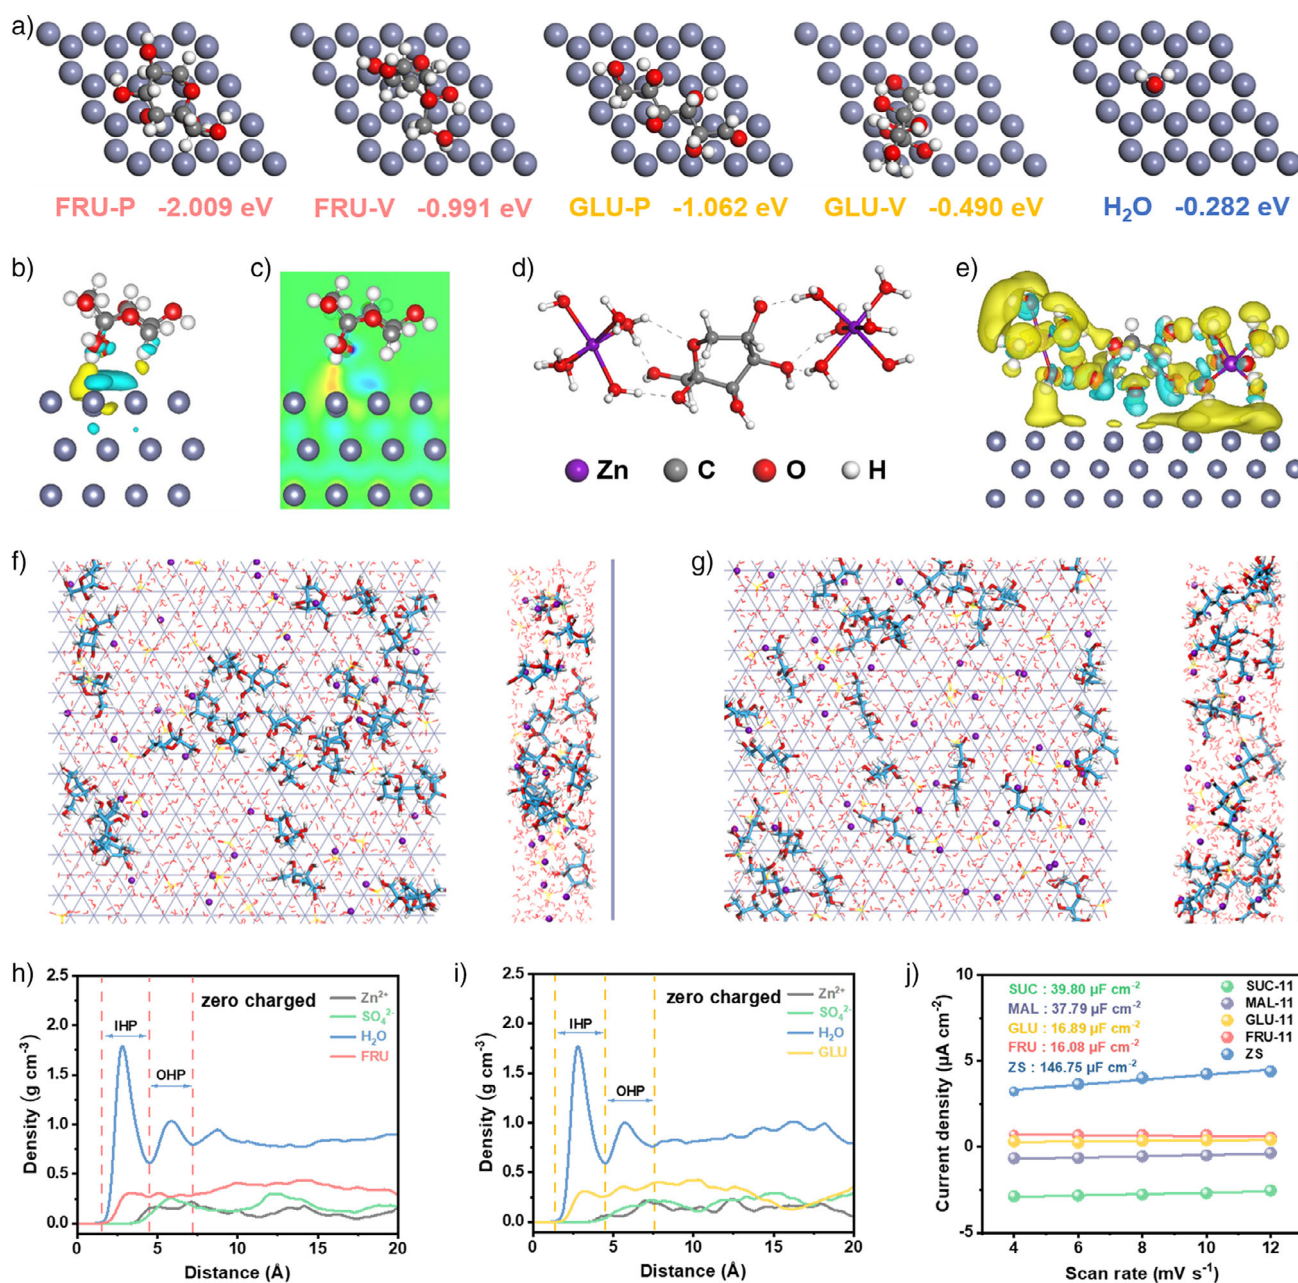 a)
FRU-P -2.009 eV
FRU-V -0.991 eV
GLU-P -1.062 eV
GLU-V -0.490 eV
H₂O -0.282 eV
b)
c)
d)
Zn
C
O
H
e)
f)
g)
h)
Density (g cm⁻³)
2.5
2.0
1.5
1.0
0.5
0.0
zero charged
IHP
OHP
Zn²⁺
SO₄²⁻
H₂O
FRU
0 5 10 15 20
Distance (Å)
i)
Density (g cm⁻³)
2.5
2.0
1.5
1.0
0.5
0.0
zero charged
IHP
OHP
Zn²⁺
SO₄²⁻
H₂O
GLU
0 5 10 15 20
Distance (Å)
j)
Current density (μA cm⁻²)
10
5
0
-5
SUC : 39.80 μF cm⁻²
MAL : 37.79 μF cm⁻²
GLU : 16.89 μF cm⁻²
FRU : 16.08 μF cm⁻²
ZS : 146.75 μF cm⁻²
SUC-11
MAL-11
GLU-11
FRU-11
ZS
4 6 8 10 12
Scan rate (mV s⁻¹)